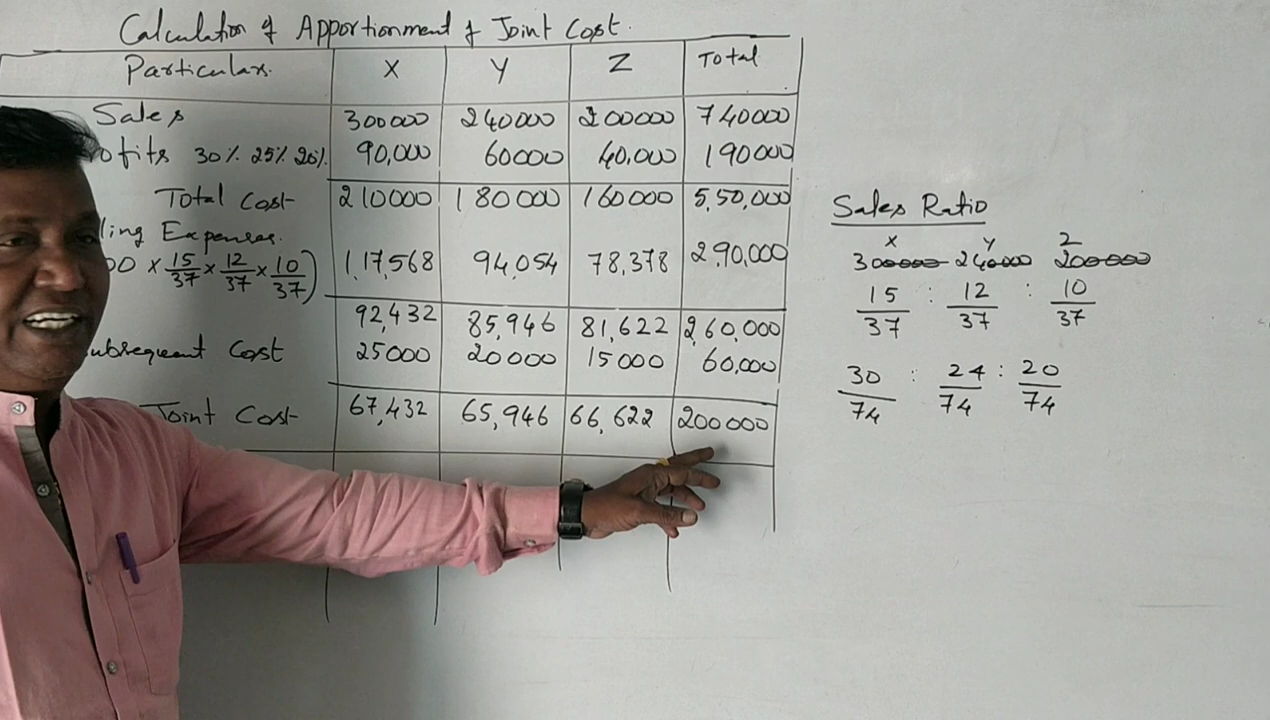 Calculation of Apportionment of Joint Cost.
Particulars. X Y Z Total
Sales 300000 240000 200000 740000
ofits 30% 25% 20%. 90,000 60000 40,000 190000
Total Cost 210000 180000 160000 5,50,000
ling Expenses.
00 × 15/37 × 12/37 × 10/37) 1,17,568 94,054 78,378 2,90,000
92,432 85,946 81,622 2,60,000
ubsequent Cost 25000 20000 15000 60,000
Joint Cost 67,432 65,946 66,622 200000
Sales Ratio
X Y Z
300000 240000 200000
15/37 : 12/37 : 10/37
30/74 : 24/74 : 20/74